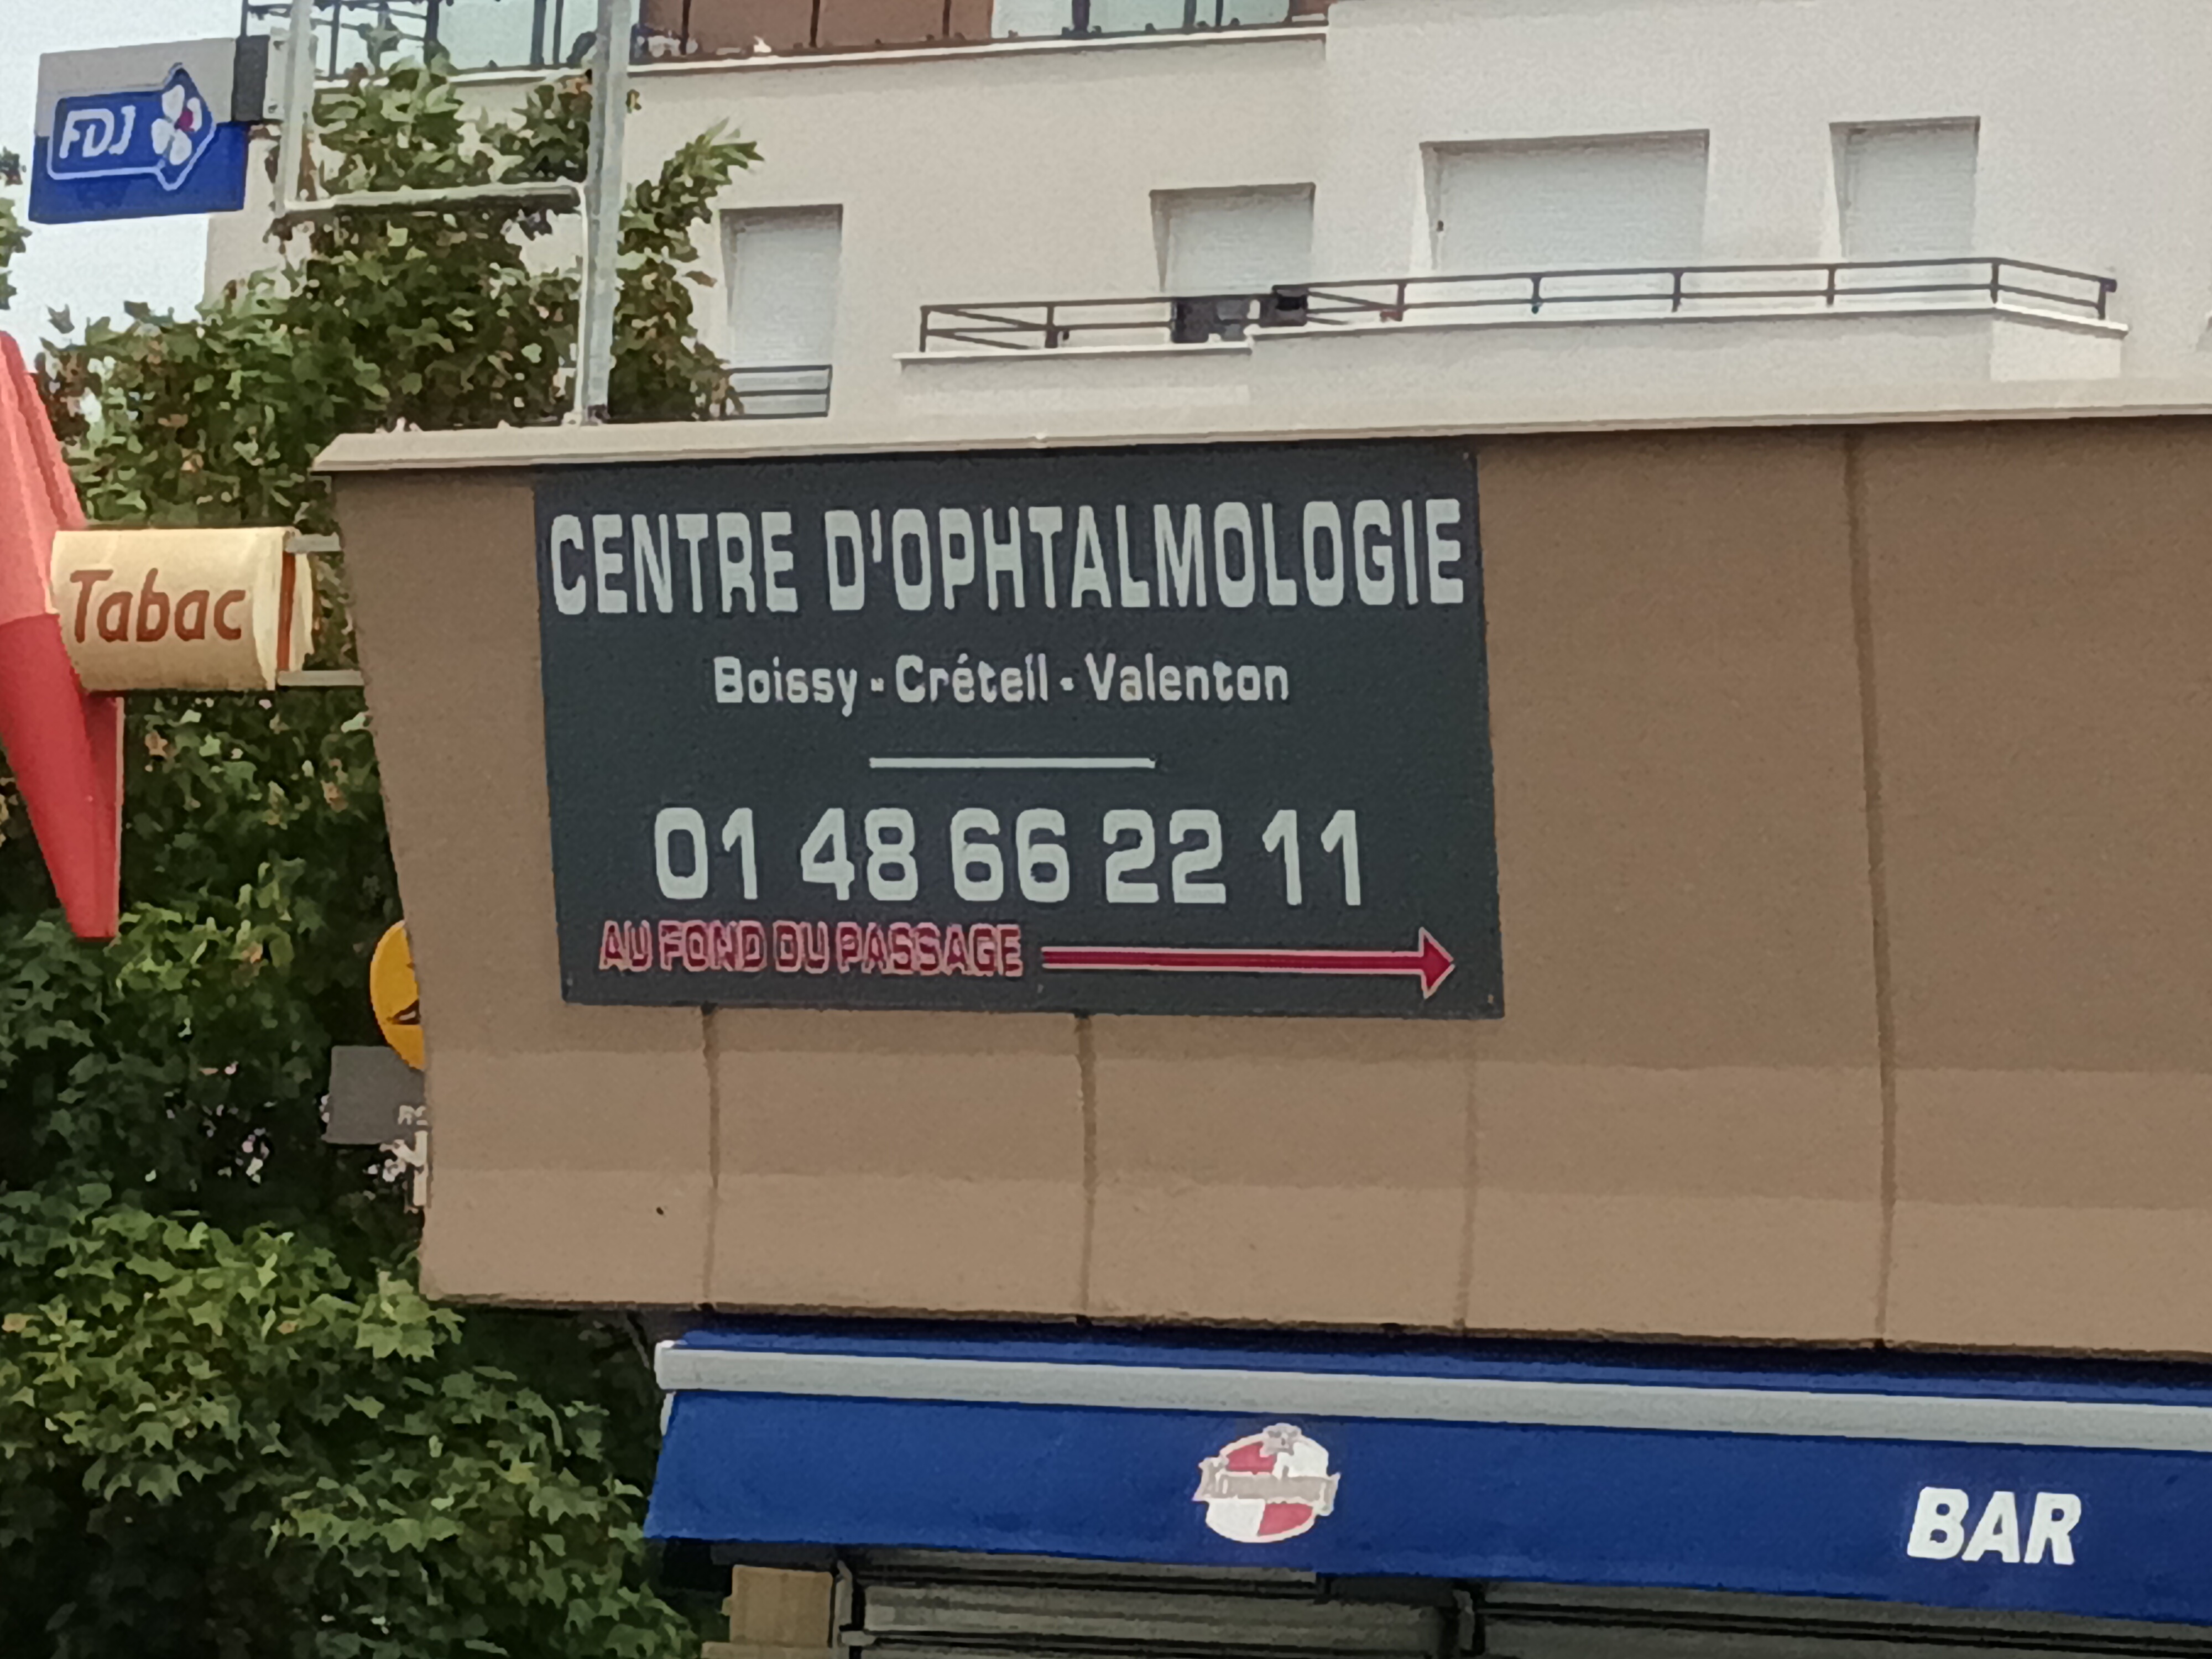 FDJ
Tabac
CENTRE D'OPHTALMOLOGIE
Boissy - Créteil - Valenton
01 48 66 22 11
AU FOND DU PASSAGE
BAR